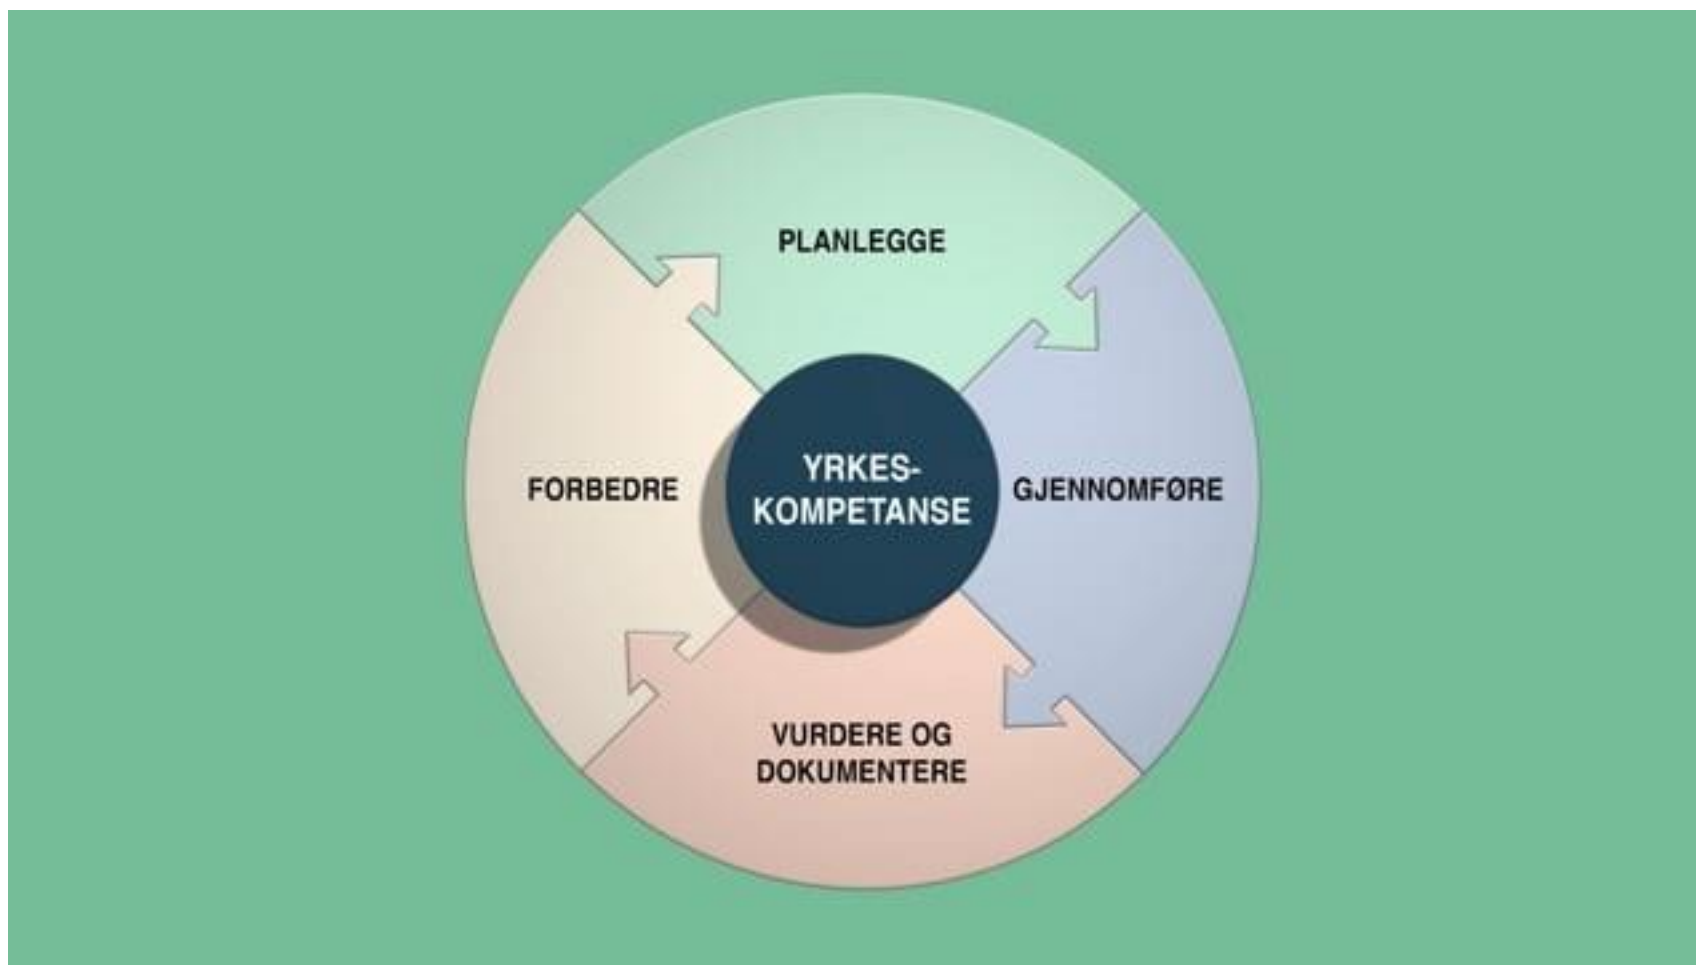 PLANLEGGE
FORBEDRE
YRKES-
KOMPETANSE
GJENNOMFØRE
VURDERE OG
DOKUMENTERE